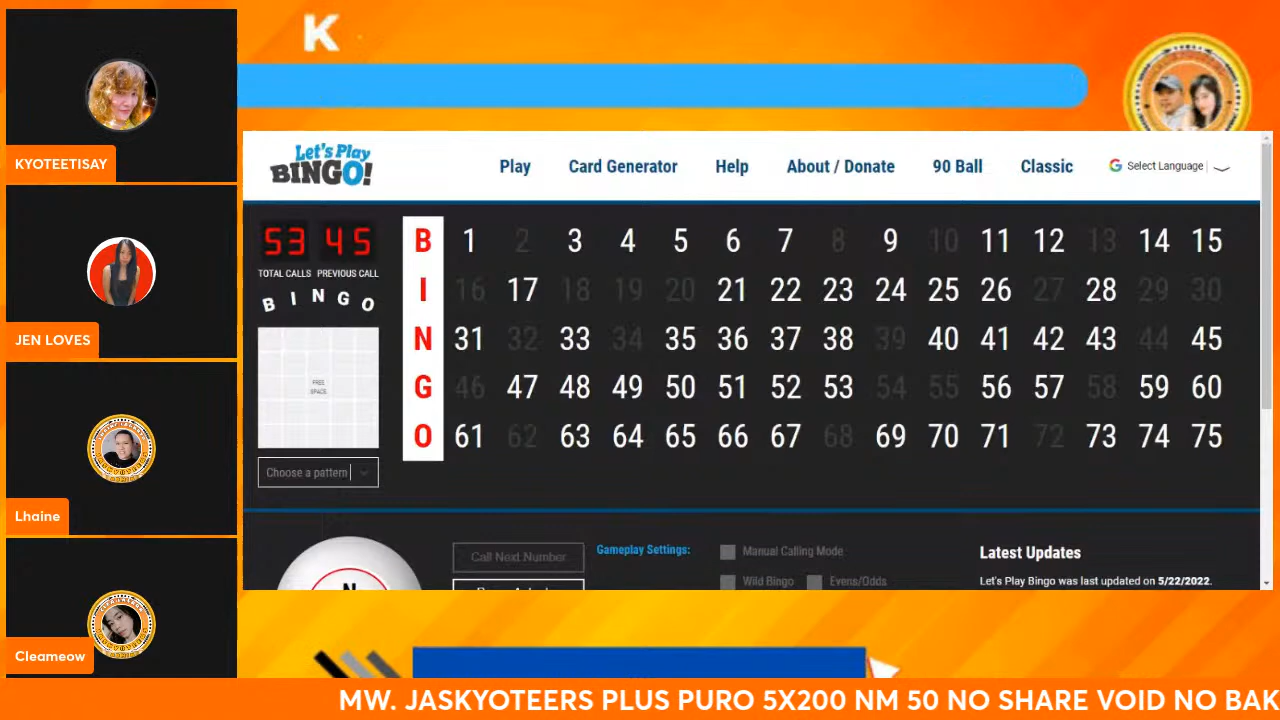 K
KYOTEETISAY
JEN LOVES
Lhaine
Cleameow
Let's Play
BINGO!
Play Card Generator Help About / Donate 90 Ball Classic Select Language
53 45
TOTAL CALLS PREVIOUS CALL
B I N G O
FREE
SPACE
Choose a pattern
B 1 2 3 4 5 6 7 8 9 10 11 12 13 14 15
I 16 17 18 19 20 21 22 23 24 25 26 27 28 29 30
N 31 32 33 34 35 36 37 38 39 40 41 42 43 44 45
G 46 47 48 49 50 51 52 53 54 55 56 57 58 59 60
O 61 62 63 64 65 66 67 68 69 70 71 72 73 74 75
N
Call Next Number
Gameplay Settings:
Manual Calling Mode
Wild Bingo Evens/Odds
Latest Updates
Let's Play Bingo was last updated on 5/22/2022.
MW. JASKYOTEERS PLUS PURO 5X200 NM 50 NO SHARE VOID NO BAK